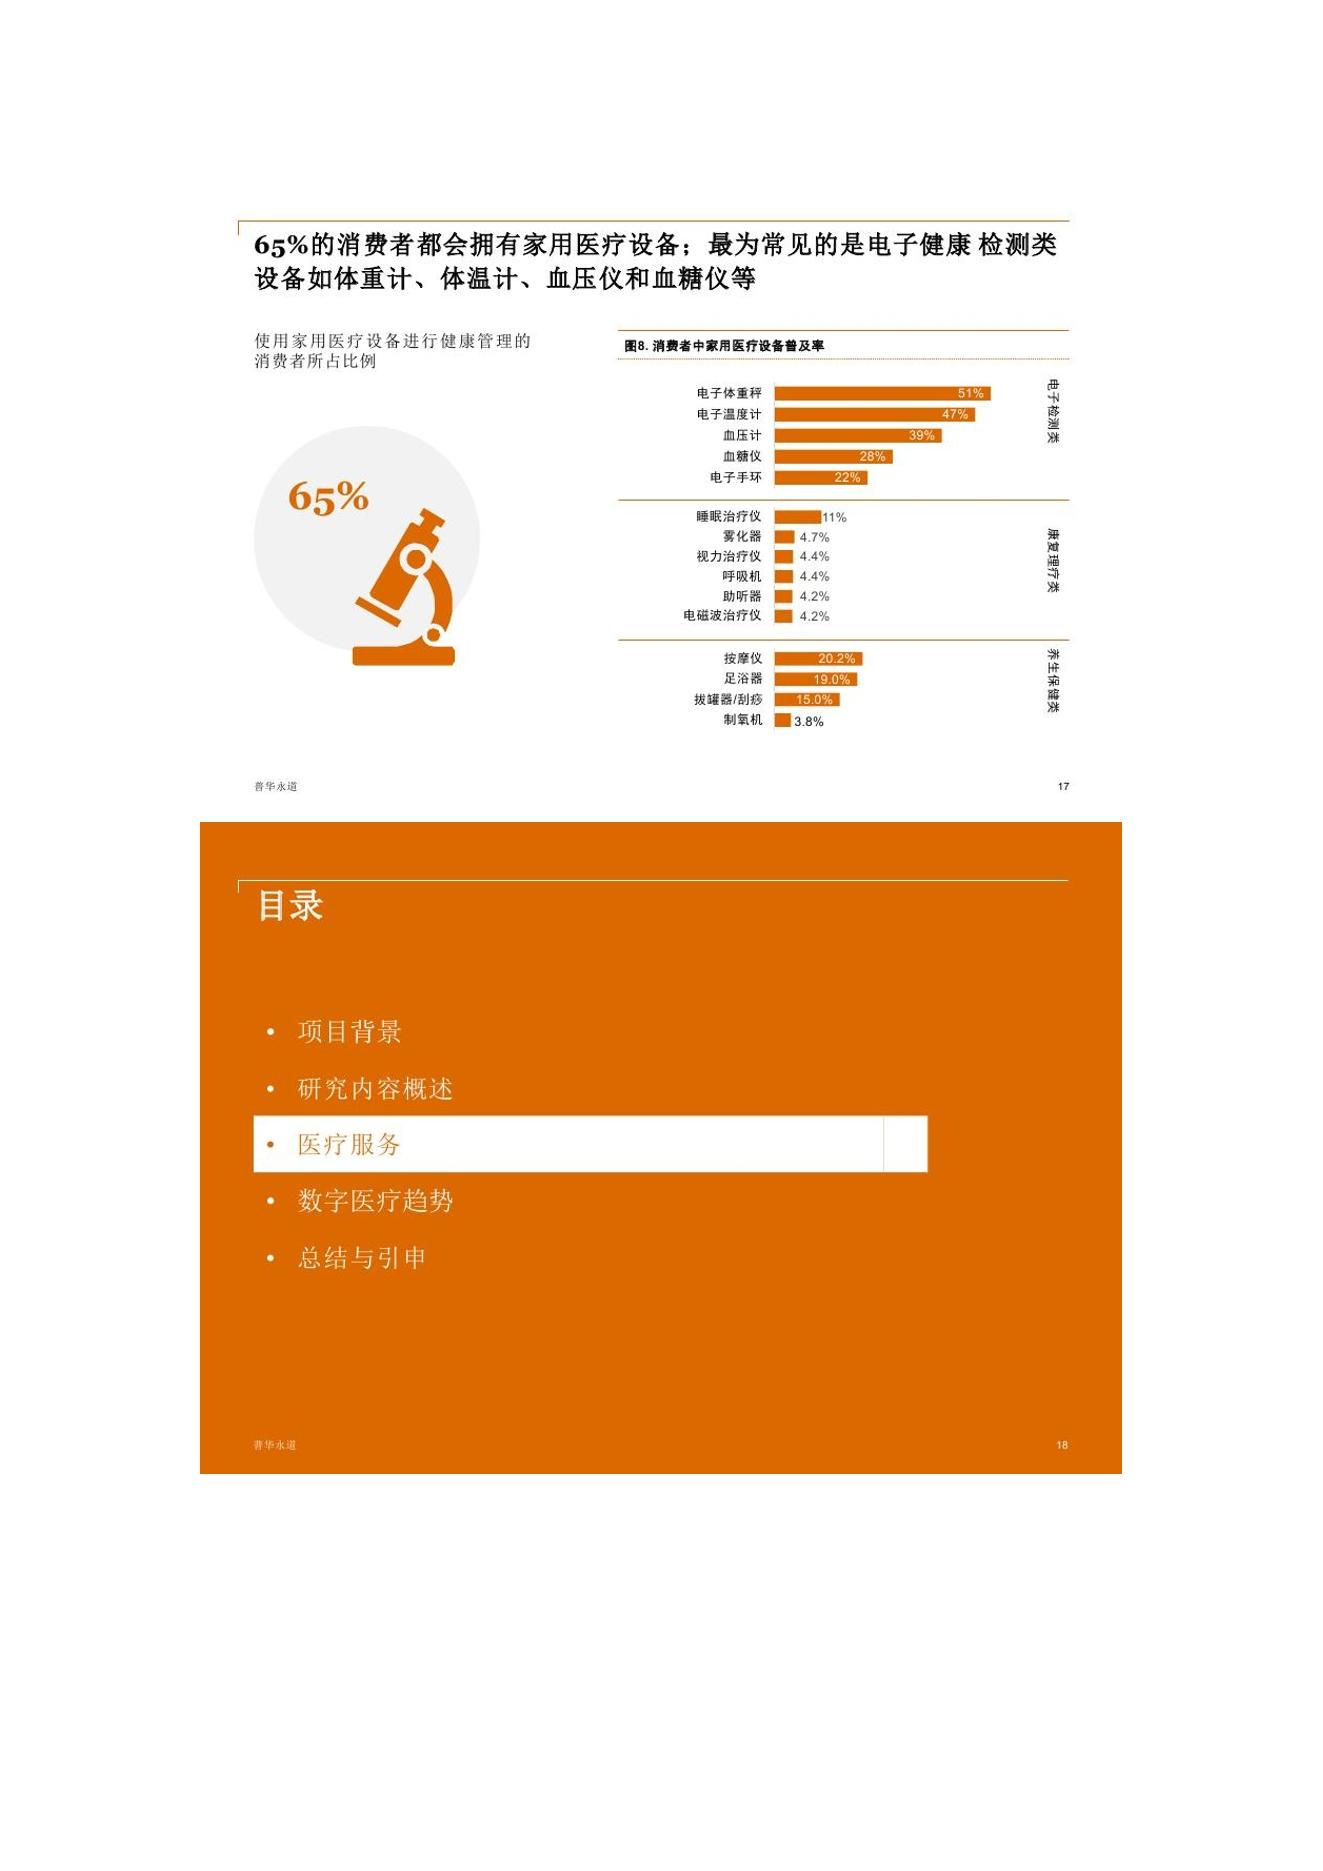 65%的消费者都会拥有家用医疗设备；最为常见的是电子健康 检测类
设备如体重计、体温计、血压仪和血糖仪等
使用家用医疗设备进行健康管理的
消费者所占比例
65%
图8. 消费者中家用医疗设备普及率
电子体重秤 51%
电子温度计 47%
血压计 39%
血糖仪 28%
电子手环 22%
电子检测类
睡眠治疗仪 11%
雾化器 4.7%
视力治疗仪 4.4%
呼吸机 4.4%
助听器 4.2%
电磁波治疗仪 4.2%
康复理疗类
按摩仪 20.2%
足浴器 19.0%
拔罐器/刮痧 15.0%
制氧机 3.8%
养生保健类
普华永道
17
目录
• 项目背景
• 研究内容概述
• 医疗服务
• 数字医疗趋势
• 总结与引申
普华永道
18